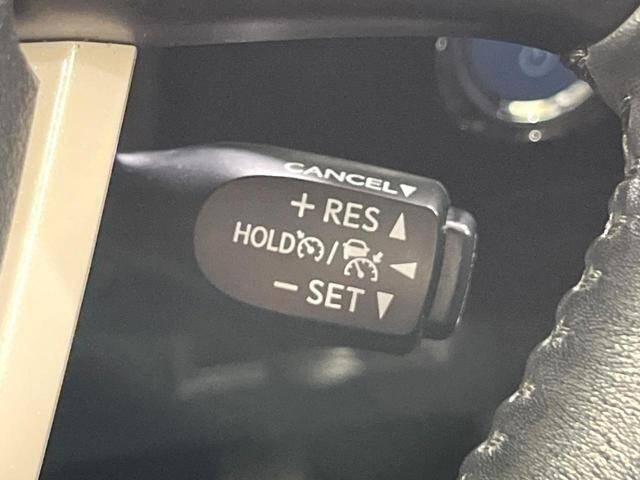 CANCEL▼
+ RES ▲
HOLD / ◀
− SET ▼